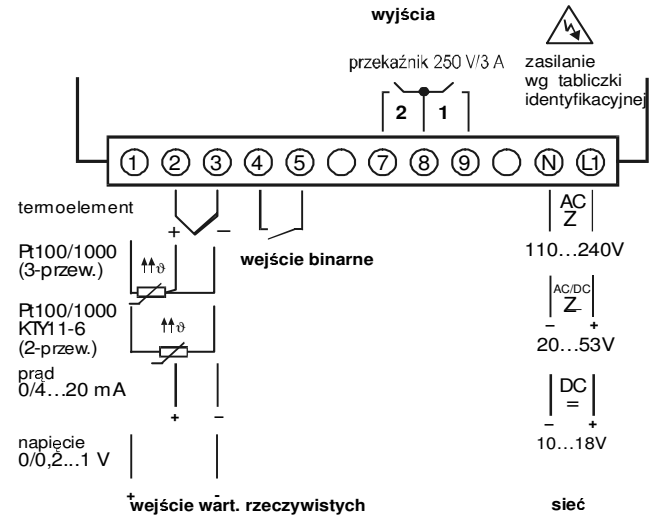 wyjścia
przekaźnik 250 V/3 A
zasilanie
wg tabliczki
identyfikacyjnej
2 1
1 2 3 4 5 7 8 9 N L1
termoelement
+ −
wejście binarne
AC
Z
110...240V
Pt100/1000
(3-przew.)
ϑ
AC/DC
Z
− +
20...53V
Pt100/1000
KTY11-6
(2-przew.)
ϑ
prąd
0/4...20 mA
+ −
DC
=
− +
10...18V
napięcie
0/0,2...1 V
+ -
wejście wart. rzeczywistych
sieć